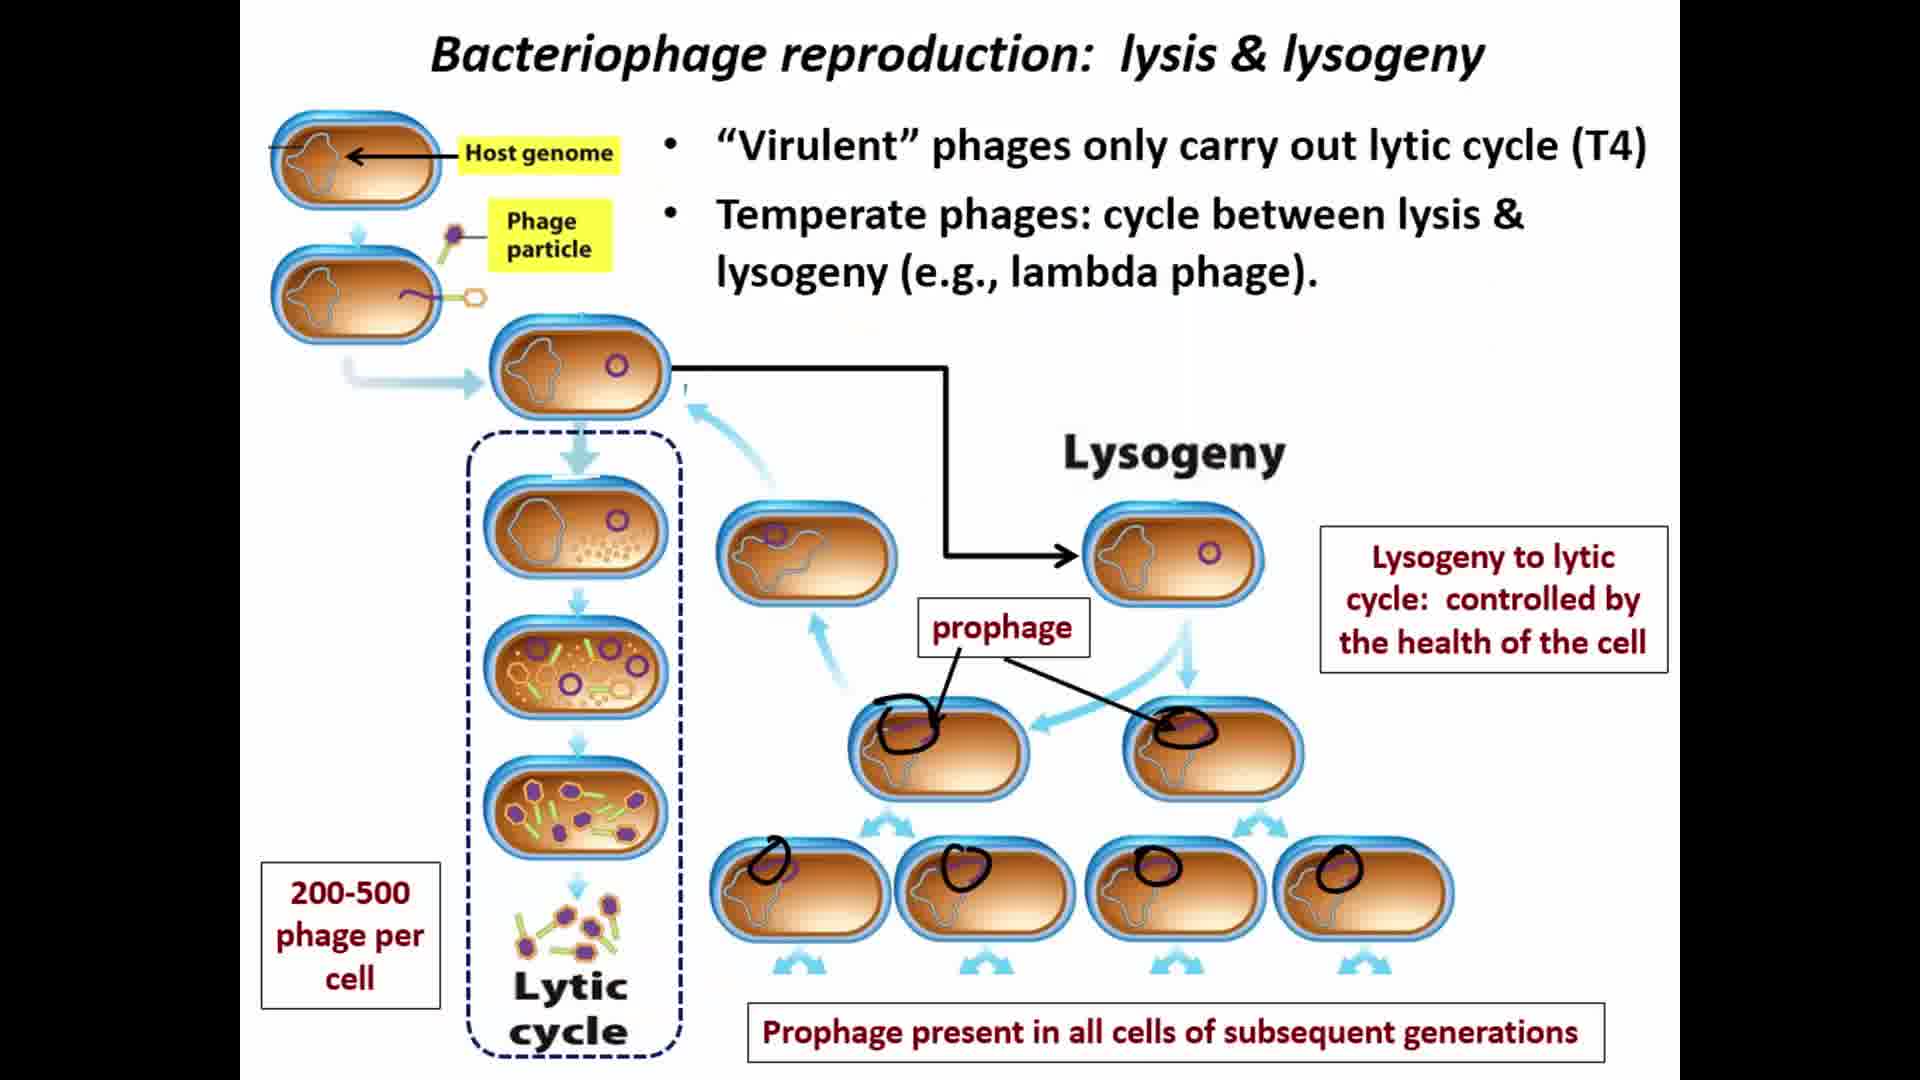 Bacteriophage reproduction: lysis & lysogeny
Host genome
Phage
particle
• “Virulent” phages only carry out lytic cycle (T4)
• Temperate phages: cycle between lysis &
lysogeny (e.g., lambda phage).
Lysogeny
Lysogeny to lytic
cycle: controlled by
the health of the cell
prophage
200-500
phage per
cell
Lytic
cycle
Prophage present in all cells of subsequent generations